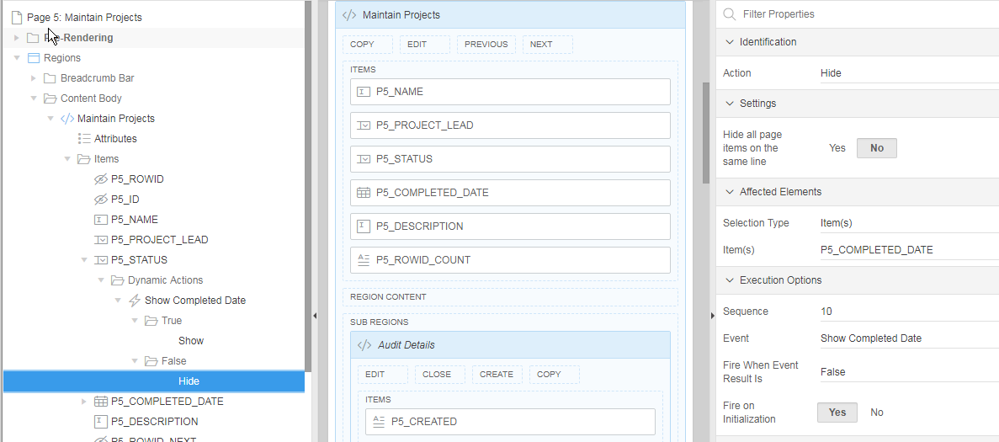 Page 5: Maintain Projects
Pre-Rendering
Regions
Breadcrumb Bar
Content Body
Maintain Projects
Attributes
Items
P5_ROWID
P5_ID
P5_NAME
P5_PROJECT_LEAD
P5_STATUS
Dynamic Actions
Show Completed Date
True
Show
False
Hide
P5_COMPLETED_DATE
P5_DESCRIPTION
P5_ROWID_NEXT
Maintain Projects
COPY EDIT PREVIOUS NEXT
ITEMS
P5_NAME
P5_PROJECT_LEAD
P5_STATUS
P5_COMPLETED_DATE
P5_DESCRIPTION
P5_ROWID_COUNT
REGION CONTENT
SUB REGIONS
Audit Details
EDIT CLOSE CREATE COPY
ITEMS
P5_CREATED
Filter Properties
Identification
Action Hide
Settings
Hide all page
items on the
same line
Yes No
Affected Elements
Selection Type Item(s)
Item(s) P5_COMPLETED_DATE
Execution Options
Sequence 10
Event Show Completed Date
Fire When Event
Result Is
False
Fire on
Initialization
Yes No